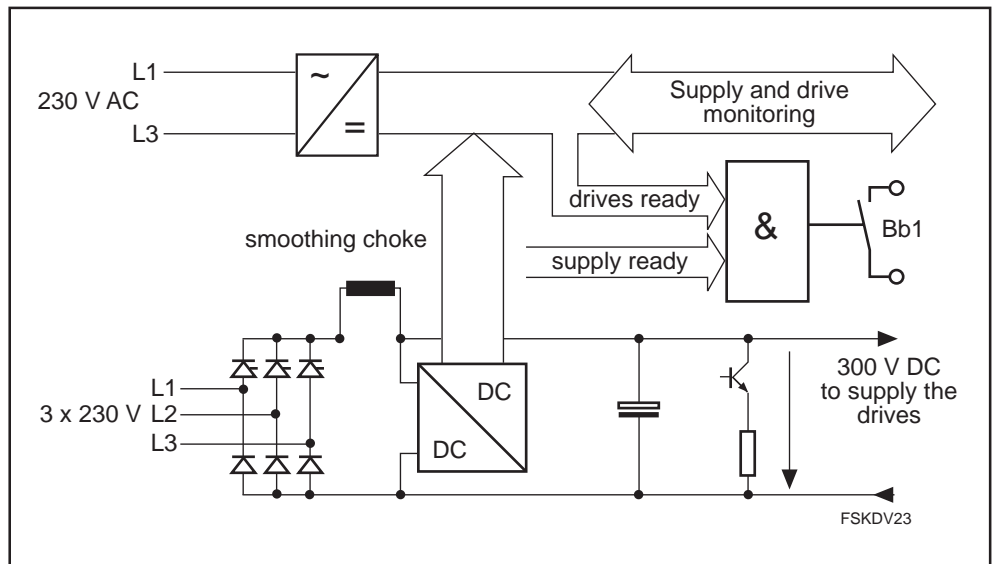 L1
230 V AC
L3
~
=
Supply and drive
monitoring
drives ready
supply ready
&
Bb1
smoothing choke
L1
3 x 230 V L2
L3
DC
DC
300 V DC
to supply the
drives
FSKDV23